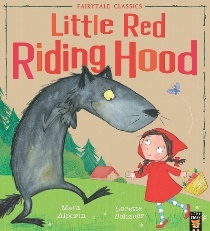 FAIRYTALE CLASSICS
Little Red
Riding Hood
Mara
Alperin
Loretta
Schauer